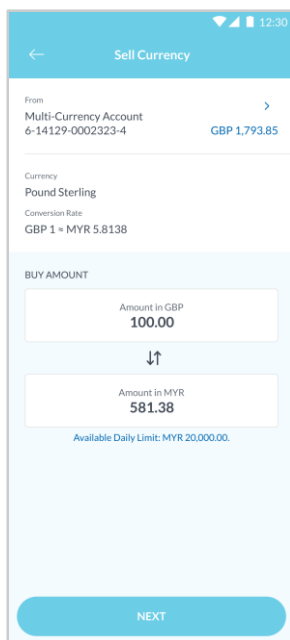 12:30
Sell Currency
From
Multi-Currency Account
6-14129-0002323-4 GBP 1,793.85
Currency
Pound Sterling
Conversion Rate
GBP 1 ≈ MYR 5.8138
BUY AMOUNT
Amount in GBP
100.00
Amount in MYR
581.38
Available Daily Limit: MYR 20,000.00.
NEXT